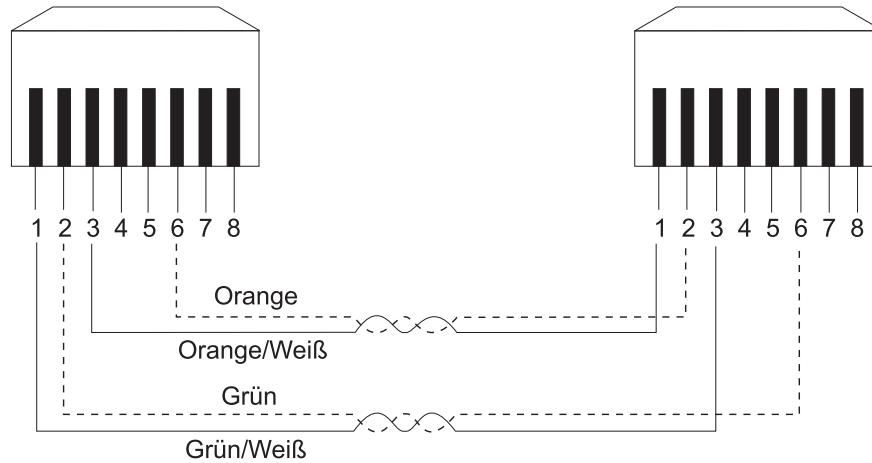 1 2 3 4 5 6 7 8 1 2 3 4 5 6 7 8
Orange
Orange/Weiß
Grün
Grün/Weiß